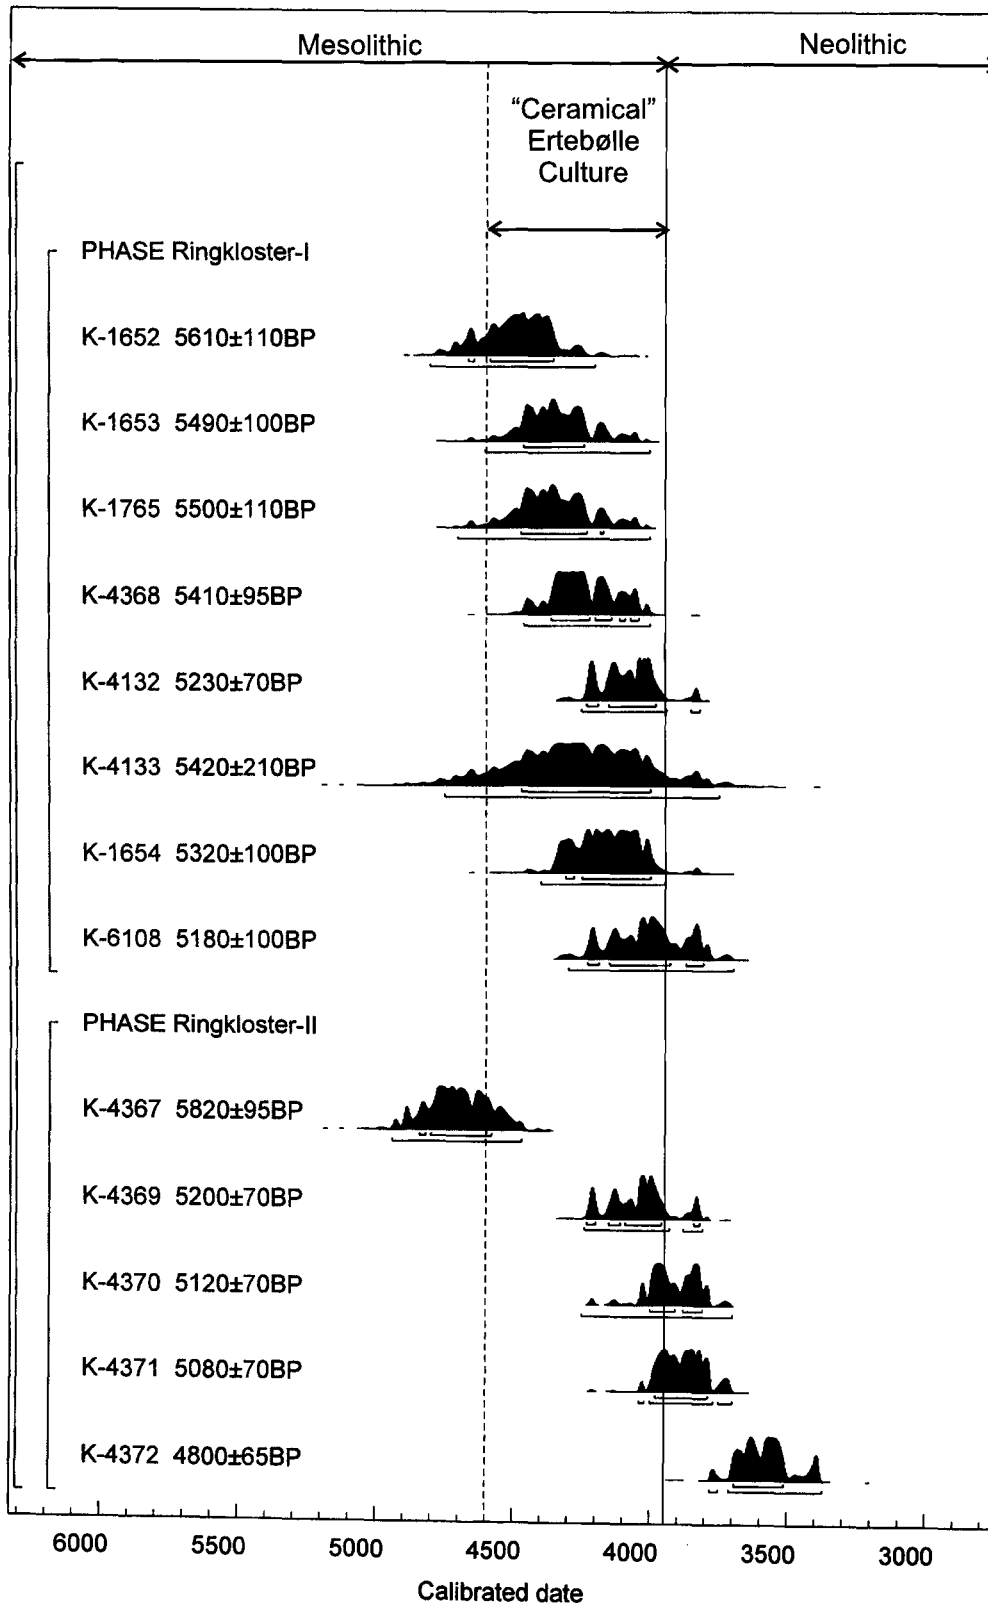 Mesolithic
Neolithic
“Ceramical”
Ertebølle
Culture
PHASE Ringkloster-I
K-1652 5610±110BP
K-1653 5490±100BP
K-1765 5500±110BP
K-4368 5410±95BP
K-4132 5230±70BP
K-4133 5420±210BP
K-1654 5320±100BP
K-6108 5180±100BP
PHASE Ringkloster-II
K-4367 5820±95BP
K-4369 5200±70BP
K-4370 5120±70BP
K-4371 5080±70BP
K-4372 4800±65BP
6000 5500 5000 4500 4000 3500 3000
Calibrated date